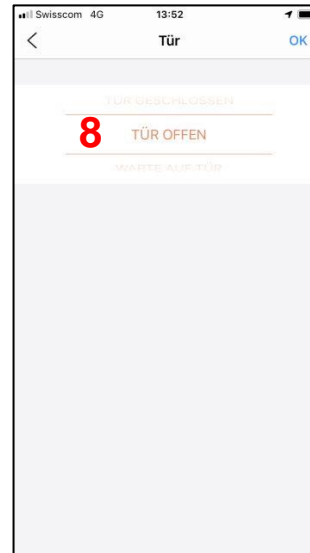 Swisscom 4G 13:52
Tür OK
TÜR GESCHLOSSEN
8 TÜR OFFEN
WARTE AUF TÜR